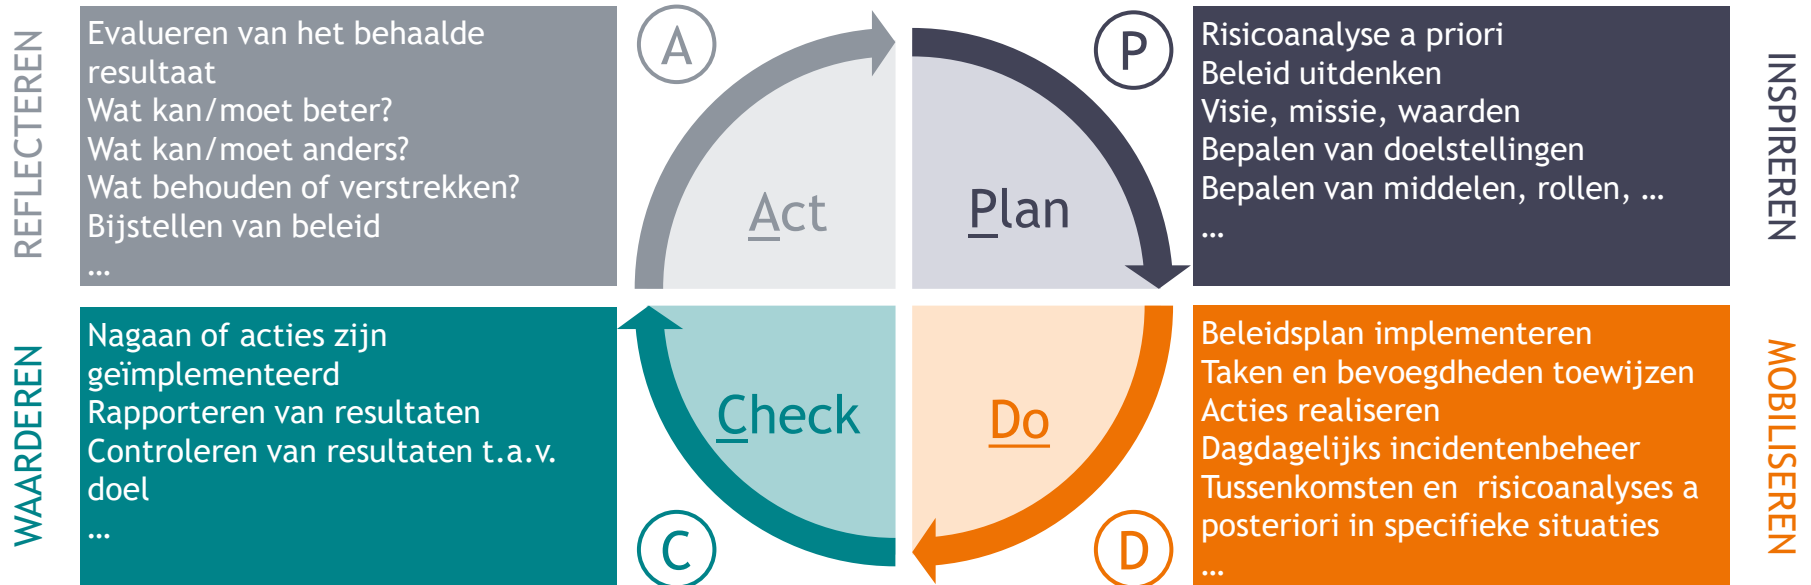 REFLECTEREN
Evalueren van het behaalde
resultaat
Wat kan/moet beter?
Wat kan/moet anders?
Wat behouden of verstrekken?
Bijstellen van beleid
…
A
Act
P
Plan
Risicoanalyse a priori
Beleid uitdenken
Visie, missie, waarden
Bepalen van doelstellingen
Bepalen van middelen, rollen, …
…
INSPIREREN
WAARDEREN
Nagaan of acties zijn
geïmplementeerd
Rapporteren van resultaten
Controleren van resultaten t.a.v.
doel
…
Check
C
Do
D
Beleidsplan implementeren
Taken en bevoegdheden toewijzen
Acties realiseren
Dagdagelijks incidentenbeheer
Tussenkomsten en  risicoanalyses a
posteriori in specifieke situaties
…
MOBILISEREN